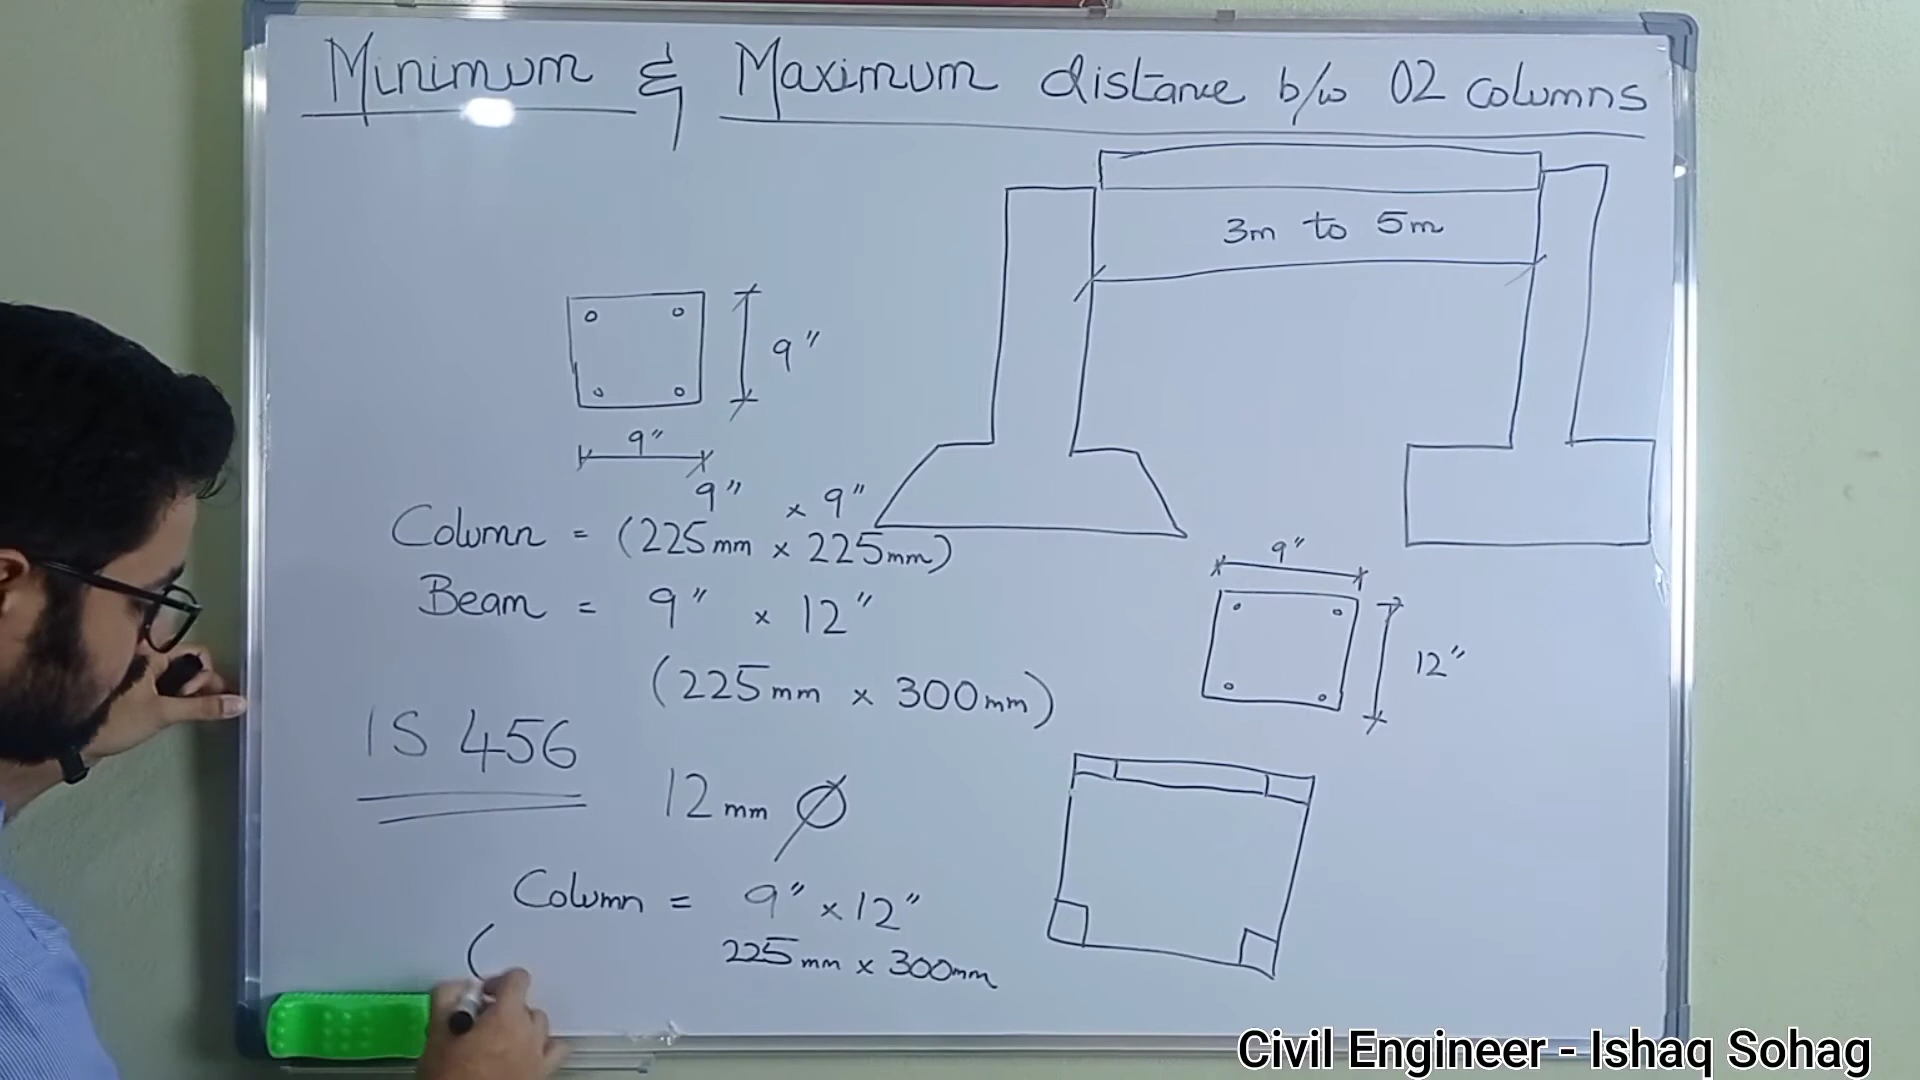 Minimum & Maximum distance b/w 02 columns
3m to 5m
9"
9"
9" × 9"
Column = (225mm × 225mm)
Beam = 9" × 12"
(225mm × 300mm)
9"
12"
IS 456
12mm Ø
Column = 9" × 12"
225mm × 300mm
(
Civil Engineer - Ishaq Sohag